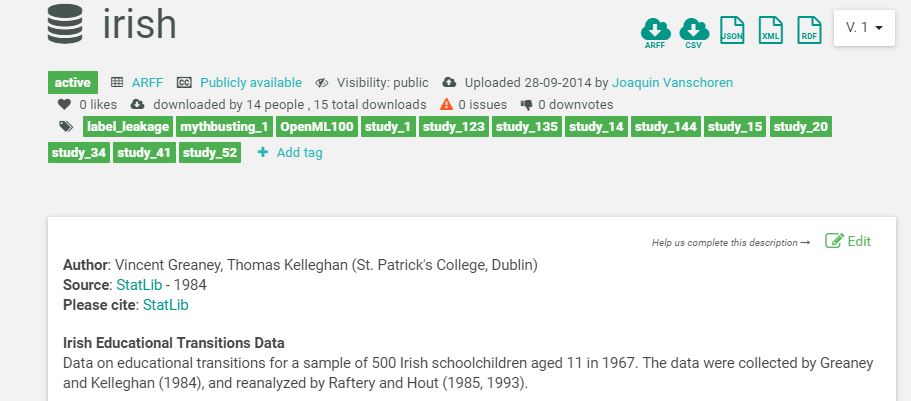 irish
ARFF CSV JSON XML RDF V. 1
active ARFF CC Publicly available Visibility: public Uploaded 28-09-2014 by Joaquin Vanschoren
0 likes downloaded by 14 people , 15 total downloads 0 issues 0 downvotes
label_leakage mythbusting_1 OpenML100 study_1 study_123 study_135 study_14 study_144 study_15 study_20
study_34 study_41 study_52 + Add tag
Help us complete this description → Edit
Author: Vincent Greaney, Thomas Kelleghan (St. Patrick's College, Dublin)
Source: StatLib - 1984
Please cite: StatLib
Irish Educational Transitions Data
Data on educational transitions for a sample of 500 Irish schoolchildren aged 11 in 1967. The data were collected by Greaney
and Kelleghan (1984), and reanalyzed by Raftery and Hout (1985, 1993).